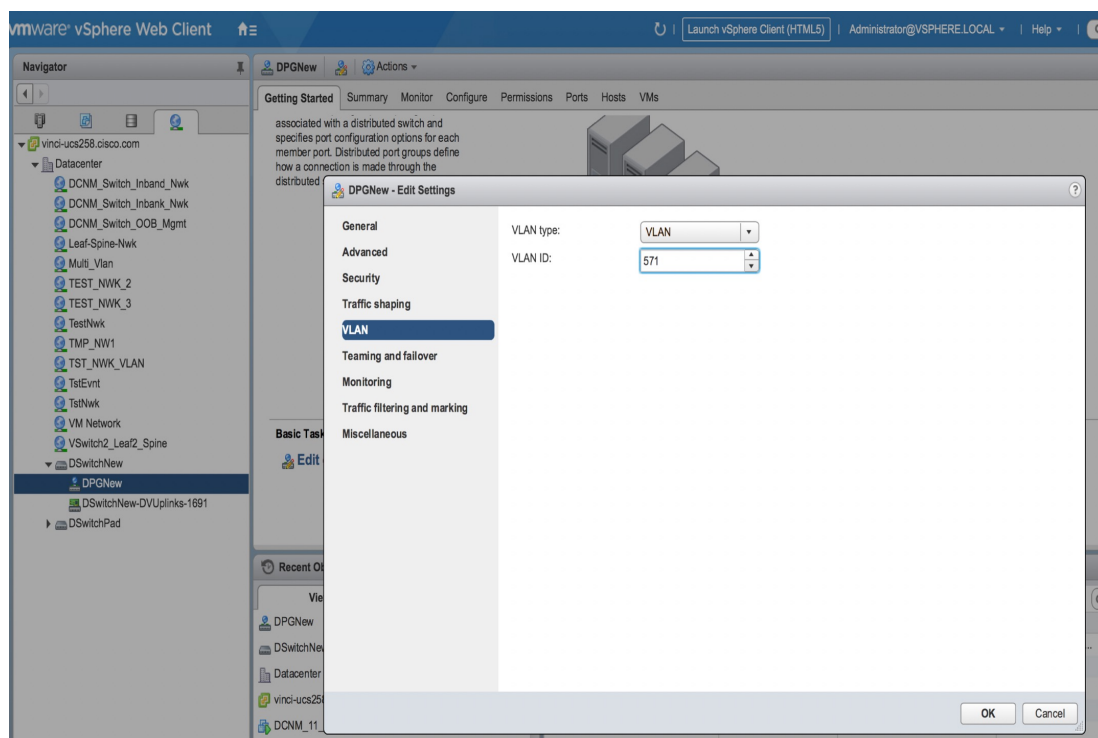 vmware® vSphere Web Client
Launch vSphere Client (HTML5)
Administrator@VSPHERE.LOCAL
Help
Navigator
DPGNew
Actions
Getting Started
Summary
Monitor
Configure
Permissions
Ports
Hosts
VMs
vinci-ucs258.cisco.com
Datacenter
DCNM_Switch_Inband_Nwk
DCNM_Switch_Inbank_Nwk
DCNM_Switch_OOB_Mgmt
Leaf-Spine-Nwk
Multi_Vlan
TEST_NWK_2
TEST_NWK_3
TestNwk
TMP_NW1
TST_NWK_VLAN
TstEvnt
TstNwk
VM Network
VSwitch2_Leaf2_Spine
DSwitchNew
DPGNew
DSwitchNew-DVUplinks-1691
DSwitchPad
associated with a distributed switch and
specifies port configuration options for each
member port. Distributed port groups define
how a connection is made through the
distributed
DPGNew - Edit Settings
?
General
Advanced
Security
Traffic shaping
VLAN
Teaming and failover
Monitoring
Traffic filtering and marking
Miscellaneous
VLAN type:
VLAN
VLAN ID:
571
OK
Cancel
Basic Task
Edit
Recent Ob
Vie
DPGNew
DSwitchNew
Datacenter
vinci-ucs258
DCNM_11_